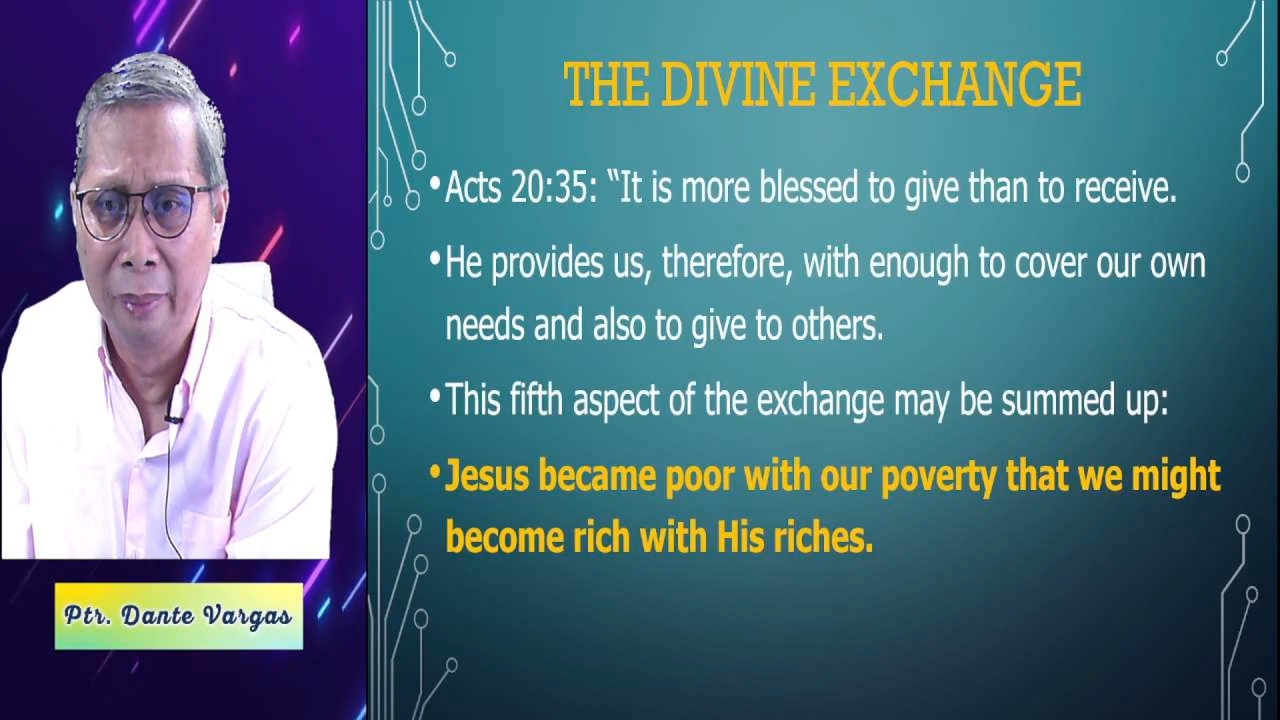 THE DIVINE EXCHANGE
•Acts 20:35: “It is more blessed to give than to receive.
•He provides us, therefore, with enough to cover our own
needs and also to give to others.
•This fifth aspect of the exchange may be summed up:
•Jesus became poor with our poverty that we might
become rich with His riches.
Ptr. Dante Vargas